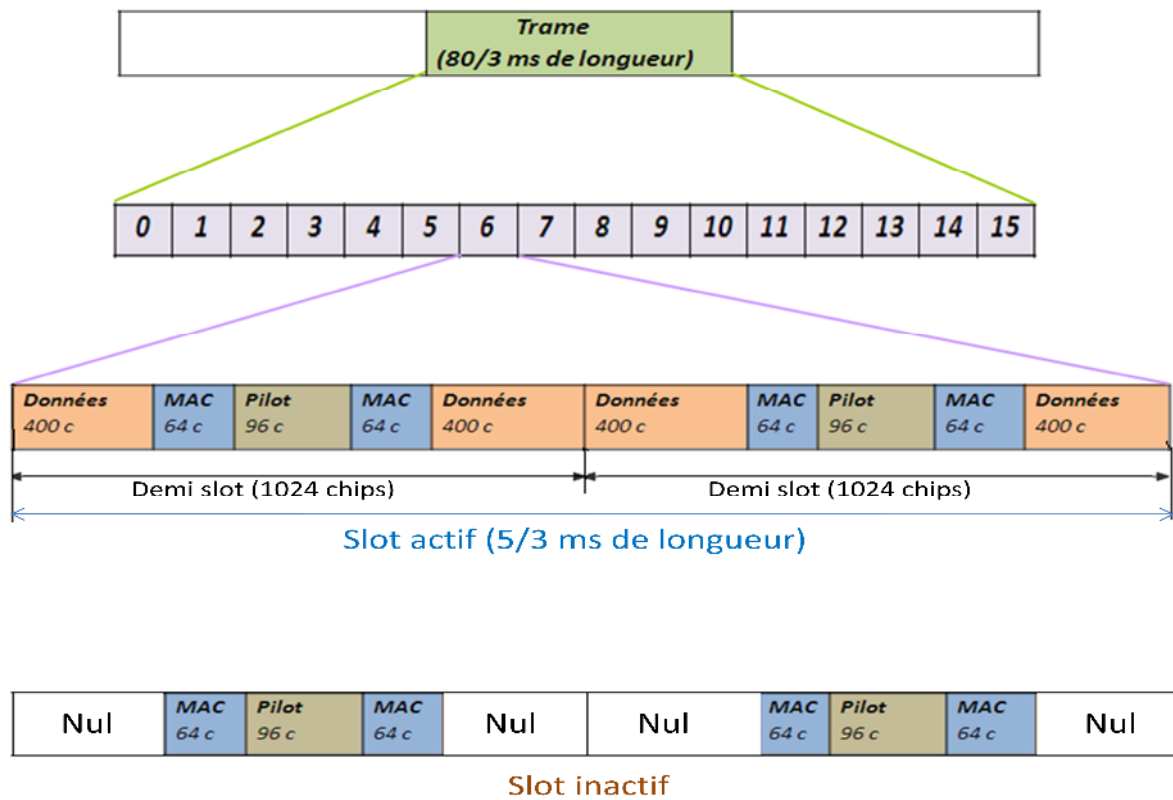 Trame
(80/3 ms de longueur)
0 1 2 3 4 5 6 7 8 9 10 11 12 13 14 15
Données MAC Pilot MAC Données Données MAC Pilot MAC Données
400 c 64 c 96 c 64 c 400 c 400 c 64 c 96 c 64 c 400 c
Demi slot (1024 chips) Demi slot (1024 chips)
Slot actif (5/3 ms de longueur)
Nul MAC Pilot MAC Nul Nul MAC Pilot MAC Nul
64 c 96 c 64 c 64 c 96 c 64 c
Slot inactif